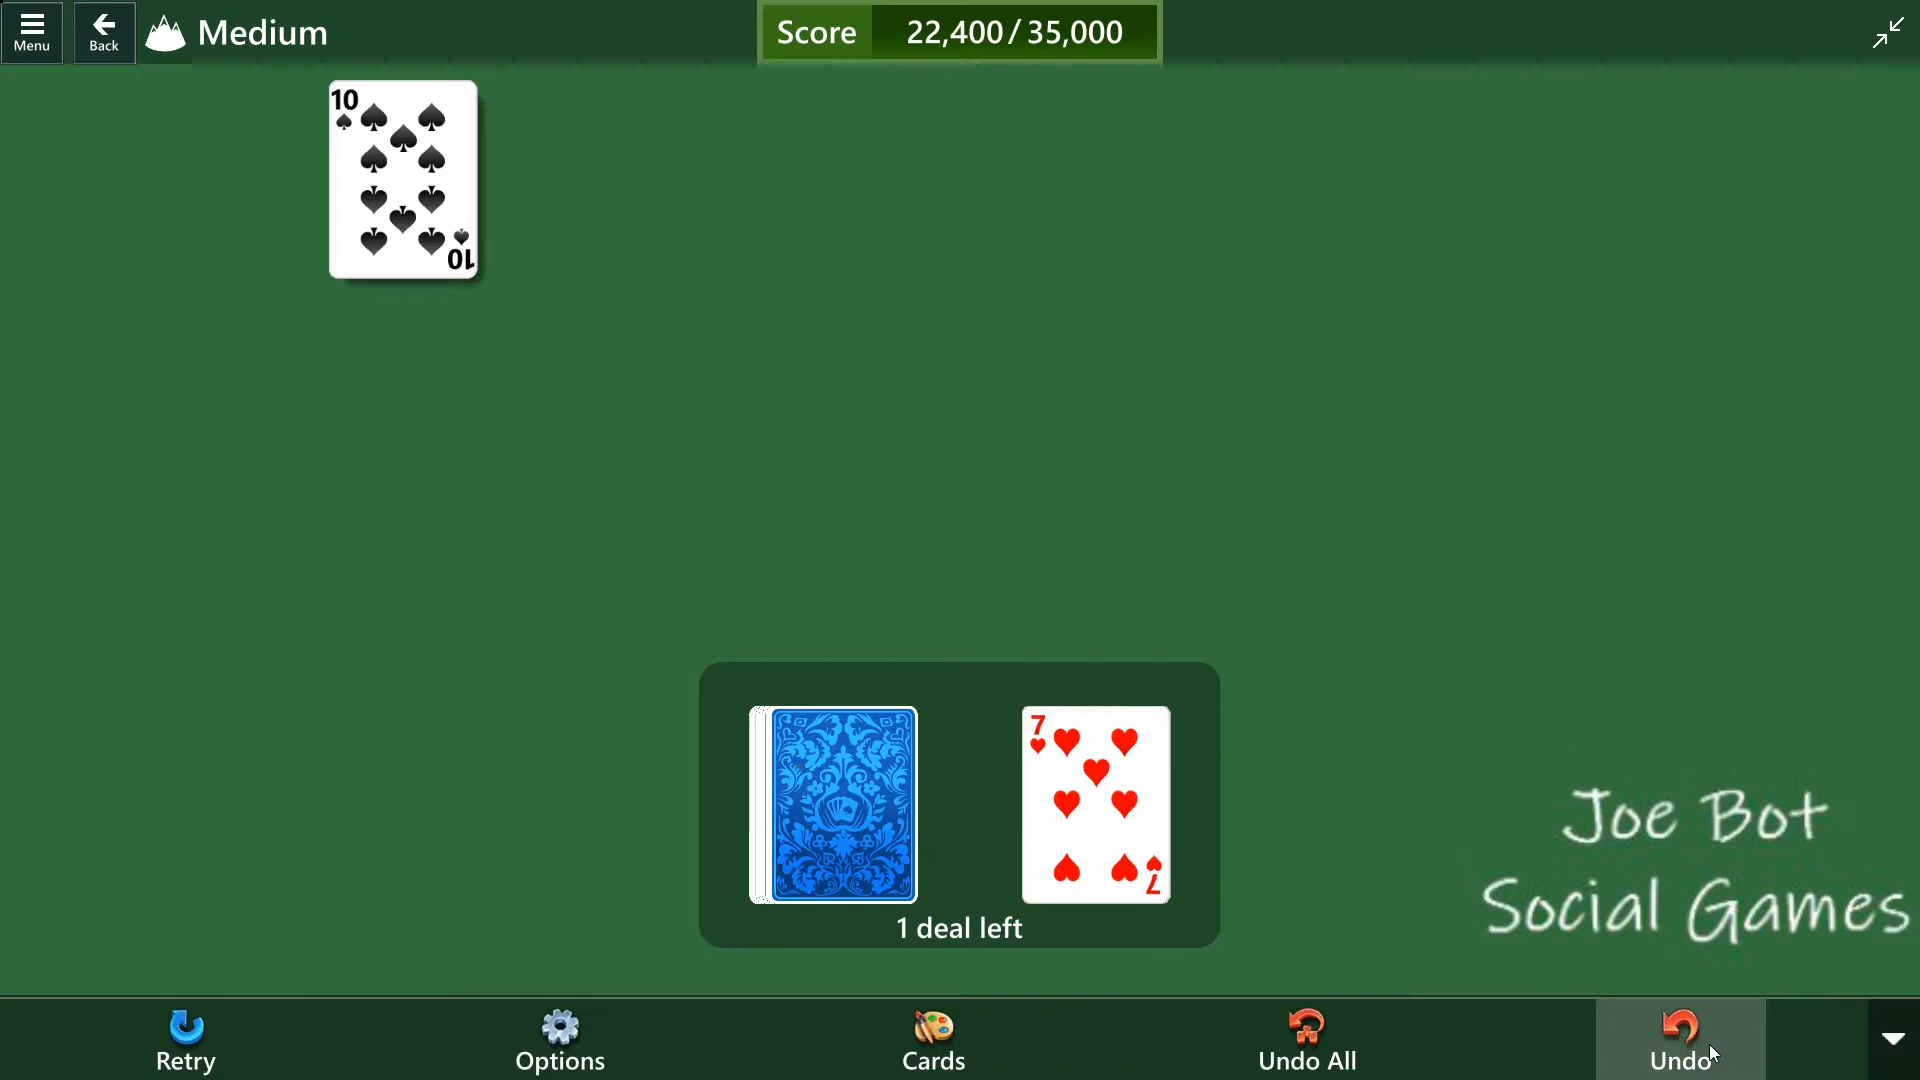 Menu
Back
Medium
Score 22,400/35,000
10
10
7
7
1 deal left
Joe Bot
Social Games
Retry
Options
Cards
Undo All
Undo